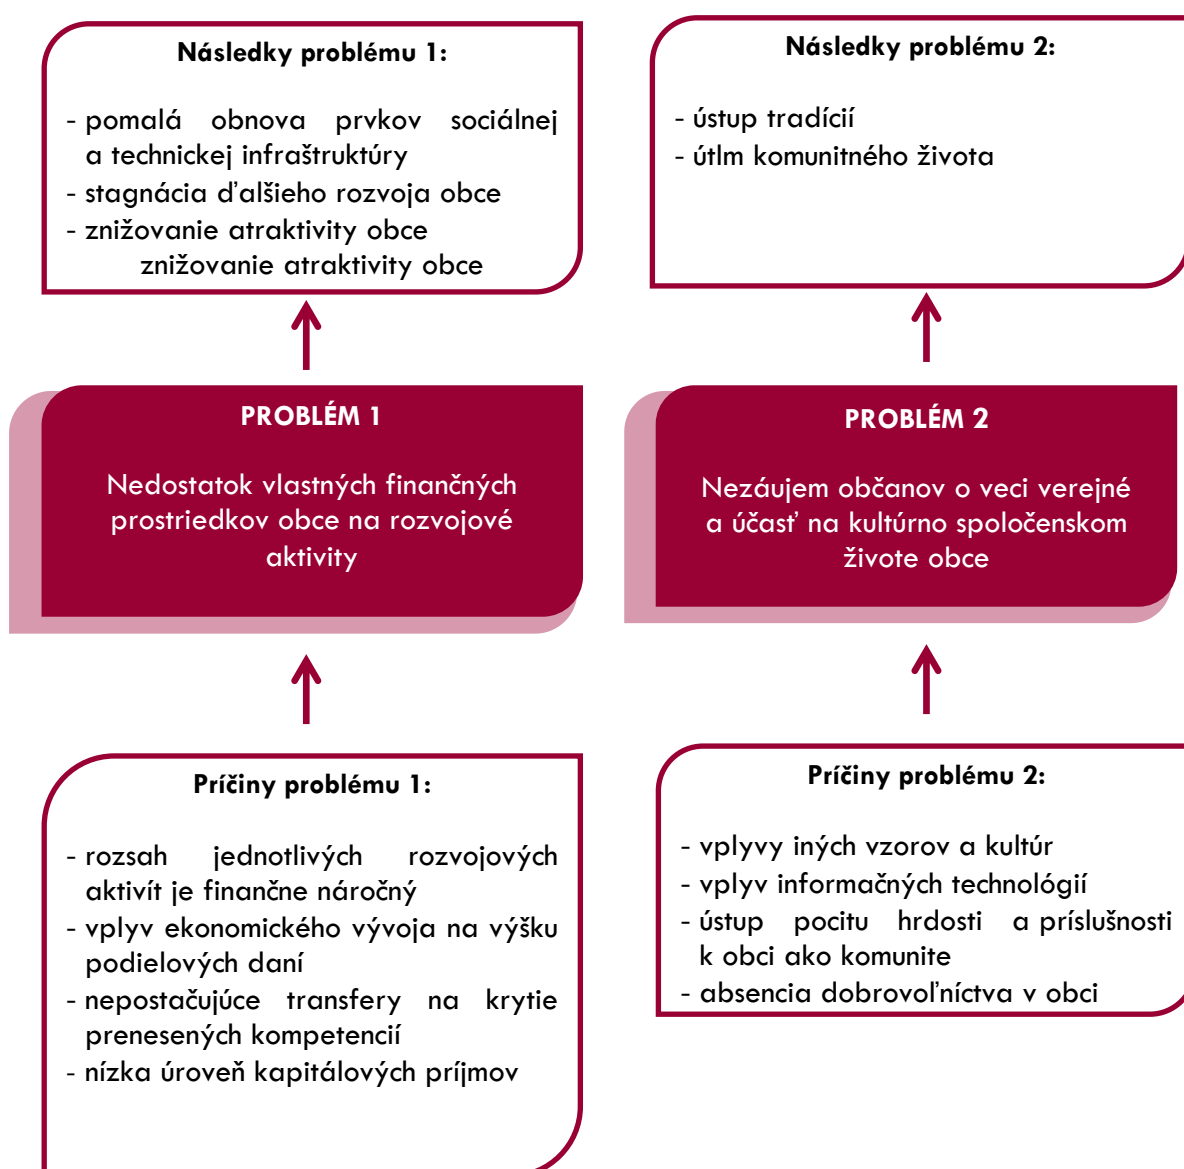 Následky problému 1:
- pomalá obnova prvkov sociálnej
a technickej infraštruktúry
- stagnácia ďalšieho rozvoja obce
- znižovanie atraktivity obce
znižovanie atraktivity obce
Následky problému 2:
- ústup tradícií
- útlm komunitného života
PROBLÉM 1
Nedostatok vlastných finančných
prostriedkov obce na rozvojové
aktivity
PROBLÉM 2
Nezáujem občanov o veci verejné
a účasť na kultúrno spoločenskom
živote obce
Príčiny problému 1:
- rozsah jednotlivých rozvojových
aktivít je finančne náročný
- vplyv ekonomického vývoja na výšku
podielových daní
- nepostačujúce transfery na krytie
prenesených kompetencií
- nízka úroveň kapitálových príjmov
Príčiny problému 2:
- vplyvy iných vzorov a kultúr
- vplyv informačných technológií
- ústup pocitu hrdosti a príslušnosti
k obci ako komunite
- absencia dobrovoľníctva v obci